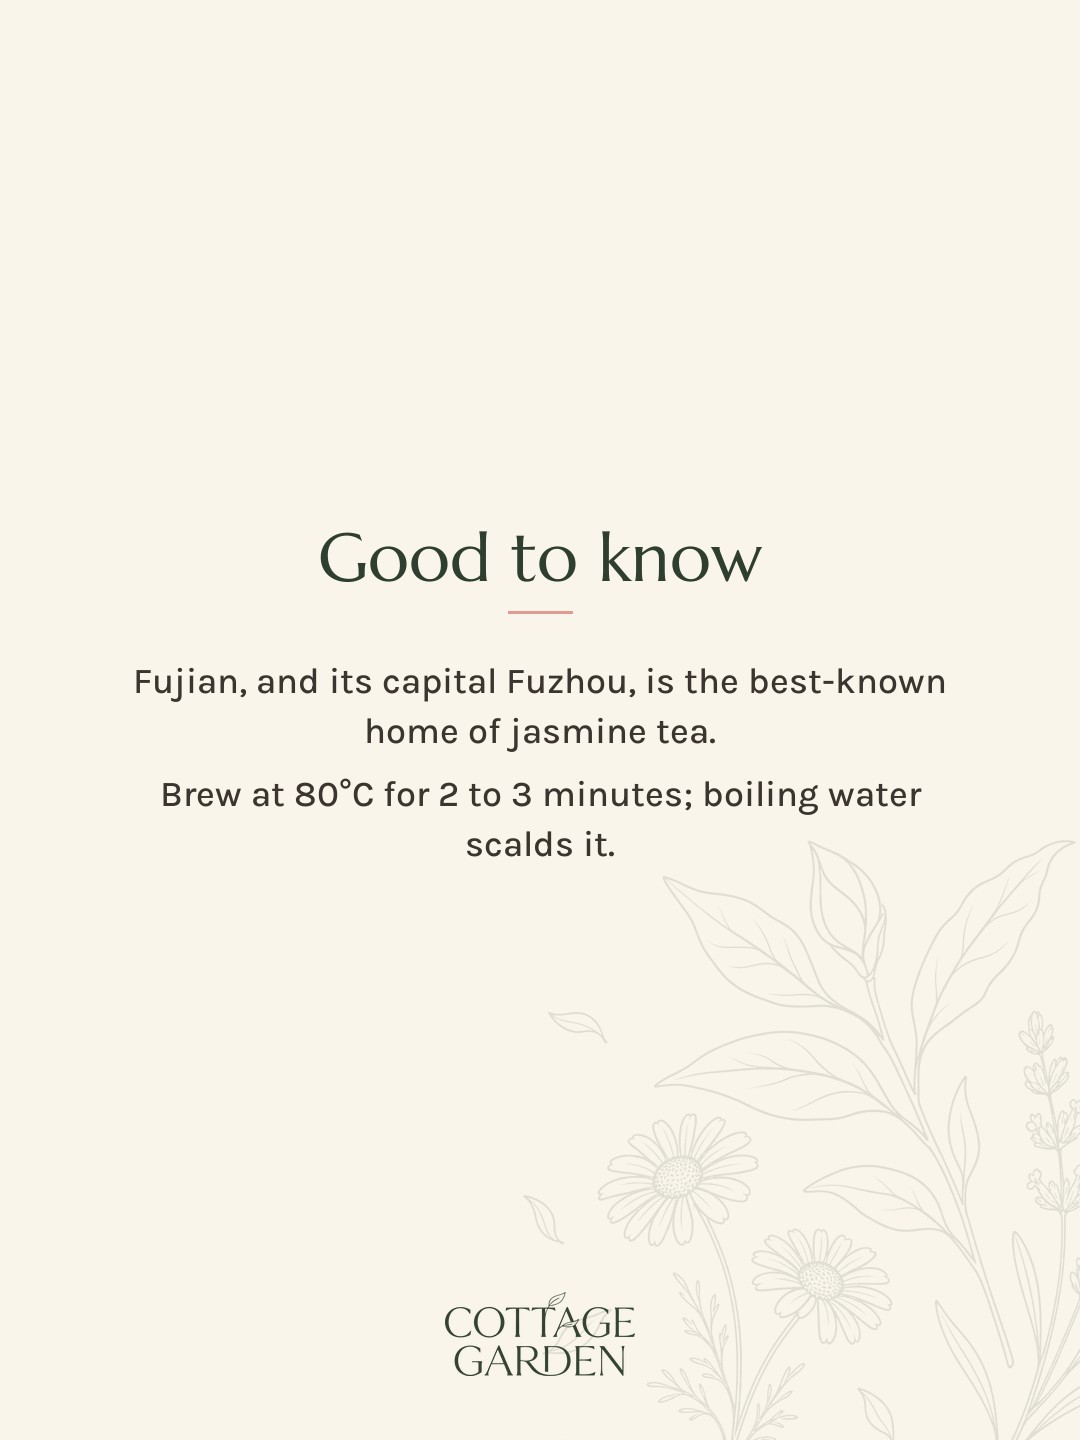 Good to know
Fujian, and its capital Fuzhou, is the best-known
home of jasmine tea.
Brew at 80°C for 2 to 3 minutes; boiling water
scalds it.
COTTAGE
GARDEN